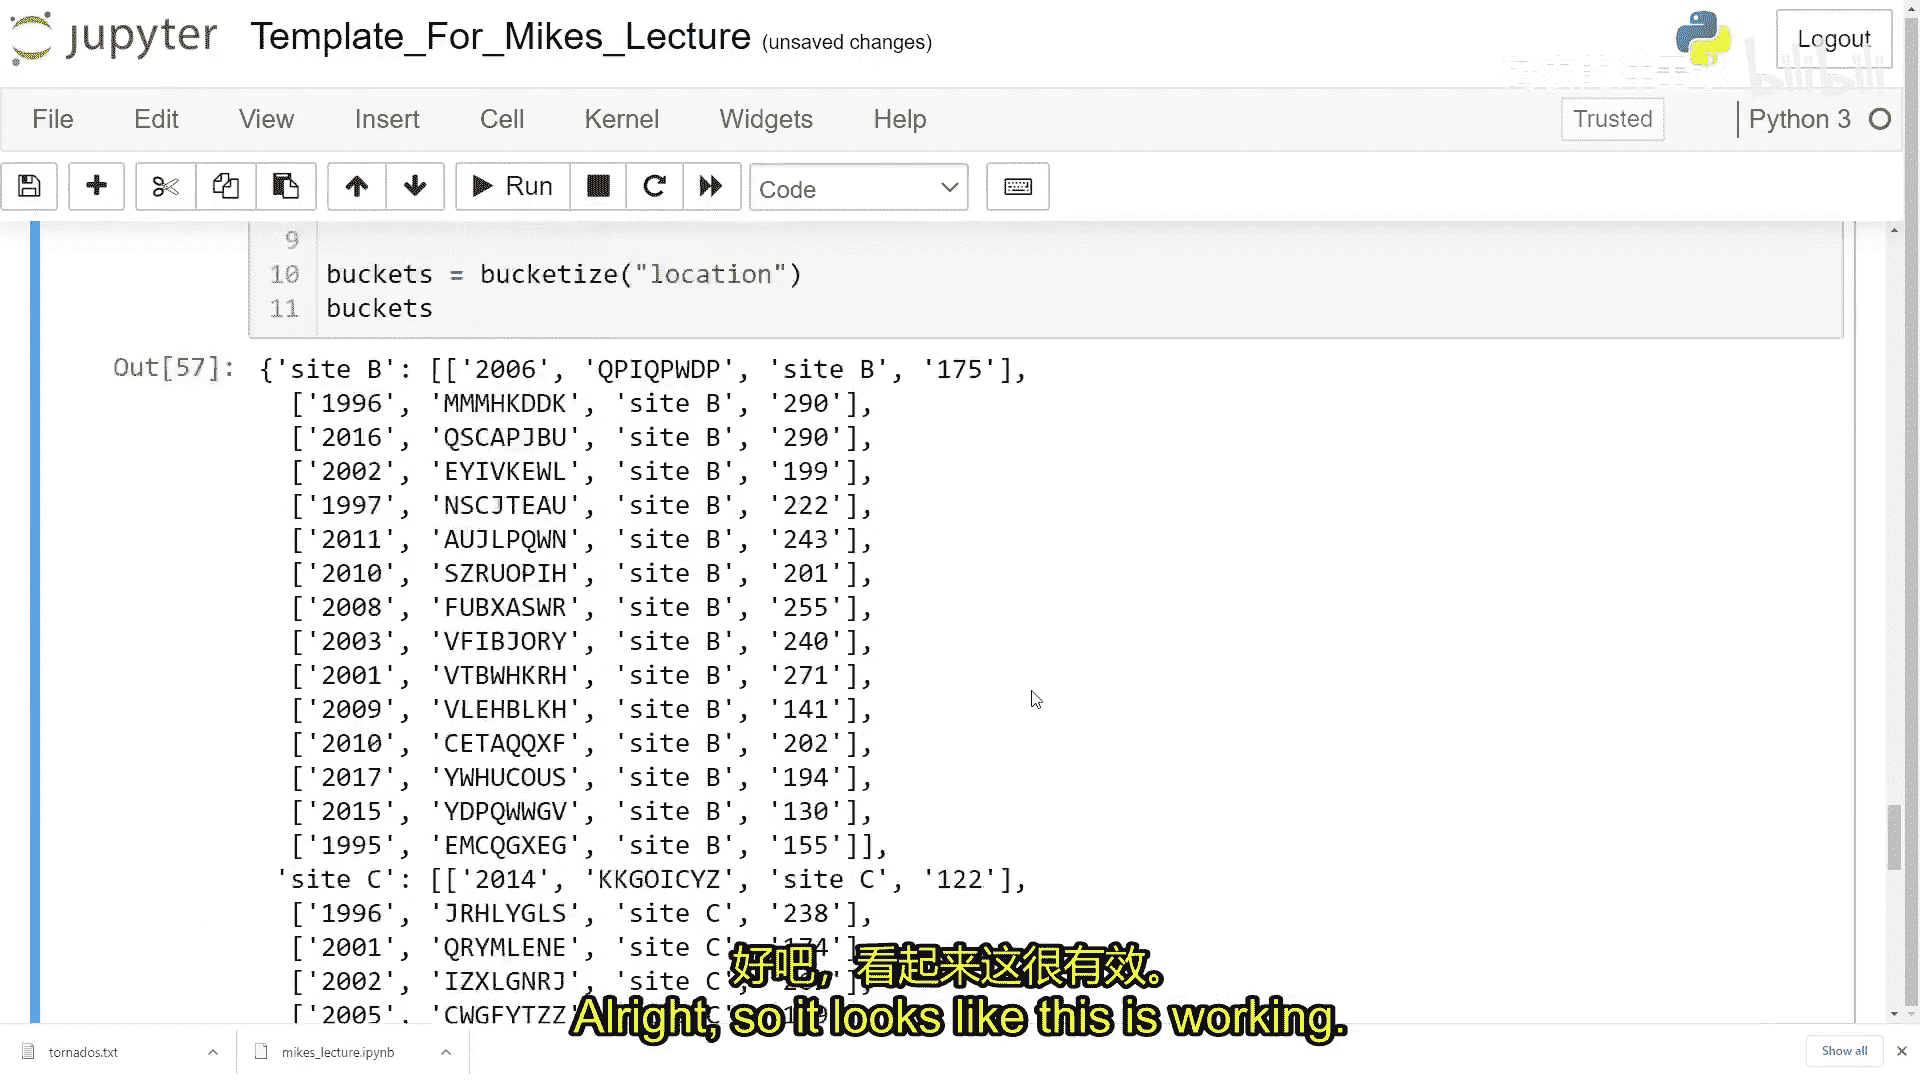 jupyter Template_For_Mikes_Lecture (unsaved changes) Logout
bilibili
File Edit View Insert Cell Kernel Widgets Help Trusted Python 3
Run Code
9
10 buckets = bucketize("location")
11 buckets
Out[57]: {'site B': [['2006', 'QPIQPWDP', 'site B', '175'],
['1996', 'MMMHKDDK', 'site B', '290'],
['2016', 'QSCAPJBU', 'site B', '290'],
['2002', 'EYIVKEWL', 'site B', '199'],
['1997', 'NSCJTEAU', 'site B', '222'],
['2011', 'AUJLPQWN', 'site B', '243'],
['2010', 'SZRUOPIH', 'site B', '201'],
['2008', 'FUBXASWR', 'site B', '255'],
['2003', 'VFIBJORY', 'site B', '240'],
['2001', 'VTBWHKRH', 'site B', '271'],
['2009', 'VLEHBLKH', 'site B', '141'],
['2010', 'CETAQQXF', 'site B', '202'],
['2017', 'YWHUCOUS', 'site B', '194'],
['2015', 'YDPQWWGV', 'site B', '130'],
['1995', 'EMCQGXEG', 'site B', '155']],
'site C': [['2014', 'KKGOICYZ', 'site C', '122'],
['1996', 'JRHLYGLS', 'site C', '238'],
['2001', 'QRYMLENE', 'site C', '174'],
['2002', 'IZXLGNRJ', 'site C',
['2005', 'CWGFYTZZ'
好吧，看起来这很有效。
Alright, so it looks like this is working.
tornados.txt mikes_lecture.ipynb Show all